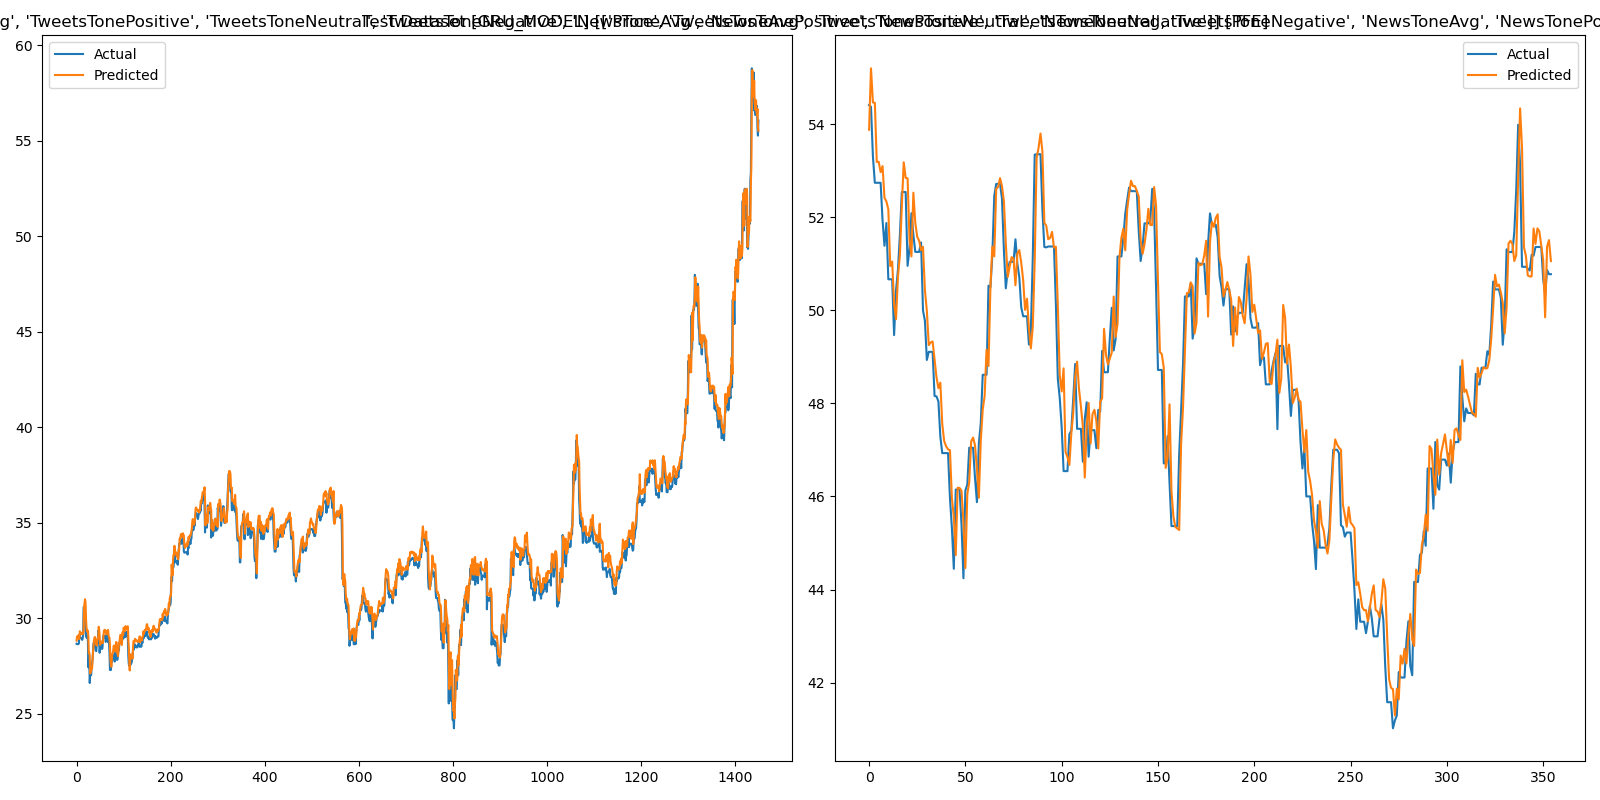 g', 'TweetsTonePositive', 'TweetsToneNeutral', Negative', 'NewsToneAvg', 'NewsTonePo
Actual
Predicted
60
55
50
45
40
35
30
25
0 200 400 600 800 1000 1200 1400
Actual
Predicted
54
52
50
48
46
44
42
0 50 100 150 200 250 300 350